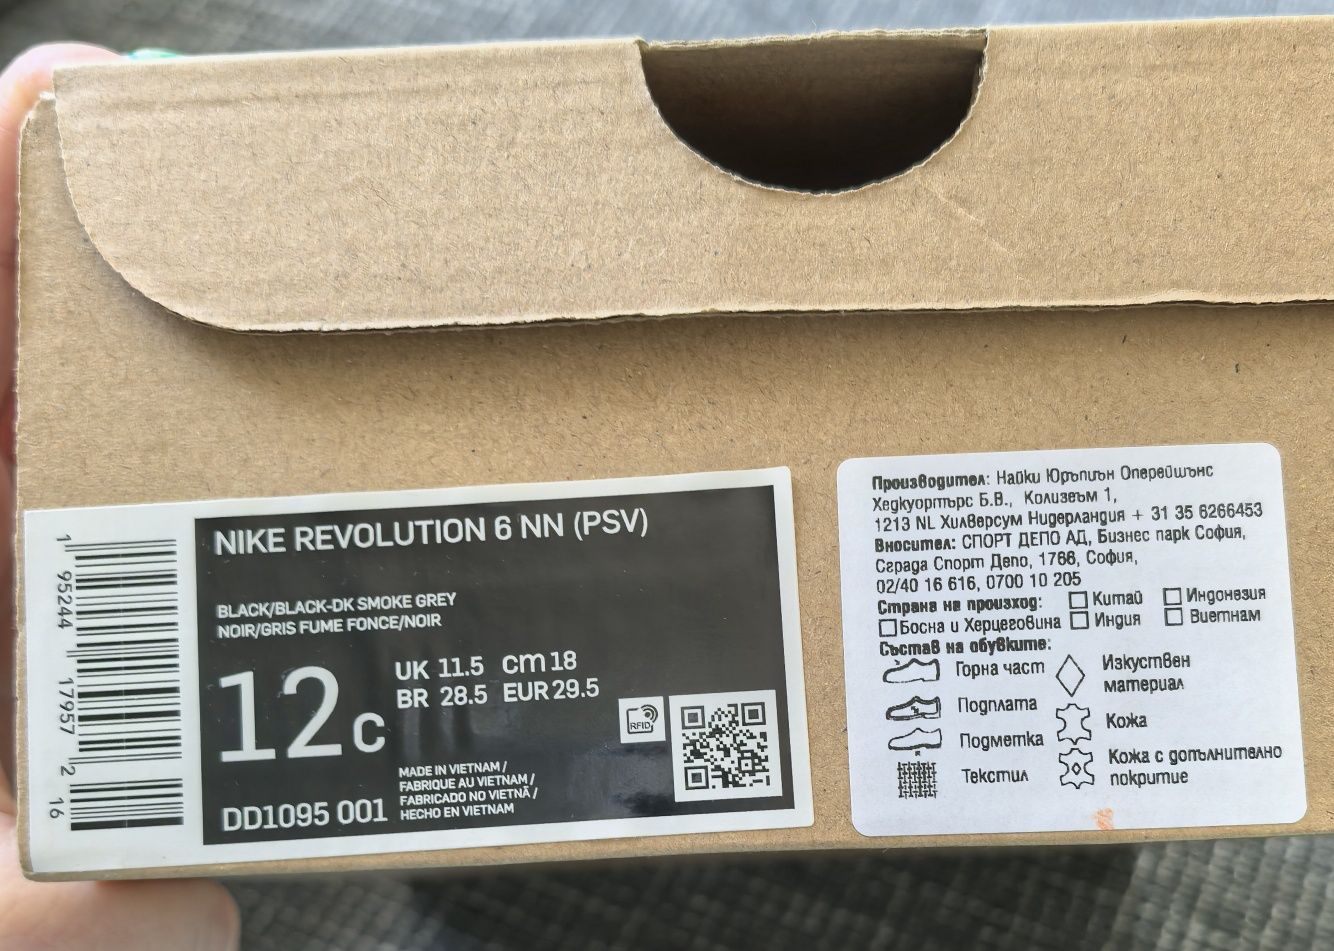 NIKE REVOLUTION 6 NN (PSV)
BLACK/BLACK-DK SMOKE GREY
NOIR/GRIS FUME FONCE/NOIR
12 C
UK 11.5 cm 18
BR 28.5 EUR 29.5
RFID
MADE IN VIETNAM /
FABRIQUE AU VIETNAM /
FABRICADO NO VIETNÃ /
HECHO EN VIETNAM
DD1095 001
1 95244 17957 2 16
Производител: Найки Юръпиън Оперейшънс
Хедкуортърс Б.В., Колизеъм 1,
1213 NL Хилверсум Нидерландия + 31 35 6266453
Вносител: СПОРТ ДЕПО АД, Бизнес парк София,
Сграда Спорт Депо, 1766, София,
02/40 16 616, 0700 10 205
Страна на произход: Китай Индонезия
Босна и Херцеговина Индия Виетнам
Състав на обувките:
Горна част
Подплата
Подметка
Текстил
Изкуствен
материал
Кожа
Кожа с допълнително
покритие